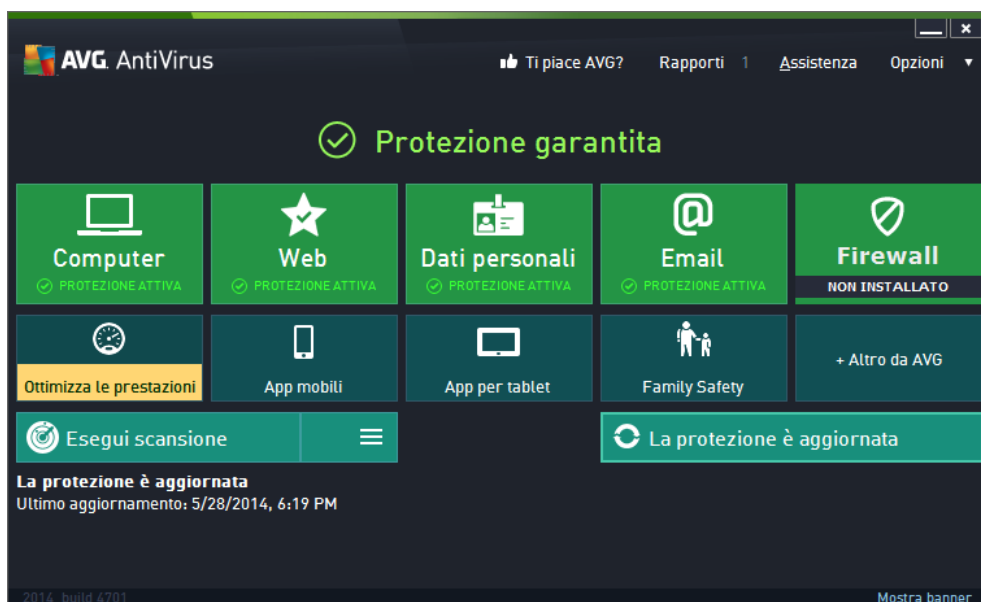 AVG AntiVirus
Ti piace AVG? Rapporti 1 Assistenza Opzioni
Protezione garantita
Computer
PROTEZIONE ATTIVA
Web
PROTEZIONE ATTIVA
Dati personali
PROTEZIONE ATTIVA
Email
PROTEZIONE ATTIVA
Firewall
NON INSTALLATO
Ottimizza le prestazioni
App mobili
App per tablet
Family Safety
+ Altro da AVG
Esegui scansione
La protezione è aggiornata
La protezione è aggiornata
Ultimo aggiornamento: 5/28/2014, 6:19 PM
2014 build 4701
Mostra banner